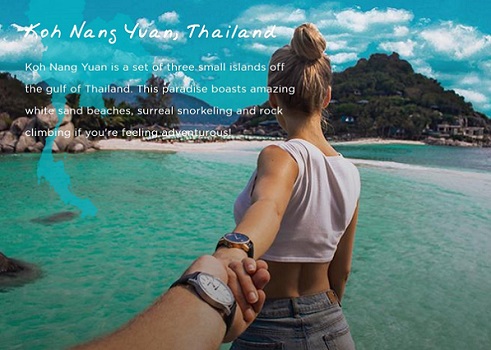 Koh Nang Yuan, Thailand
Koh Nang Yuan is a set of three small islands off
the gulf of Thailand. This paradise boasts amazing
white sand beaches, surreal snorkeling and rock
climbing if you're feeling adventurous!